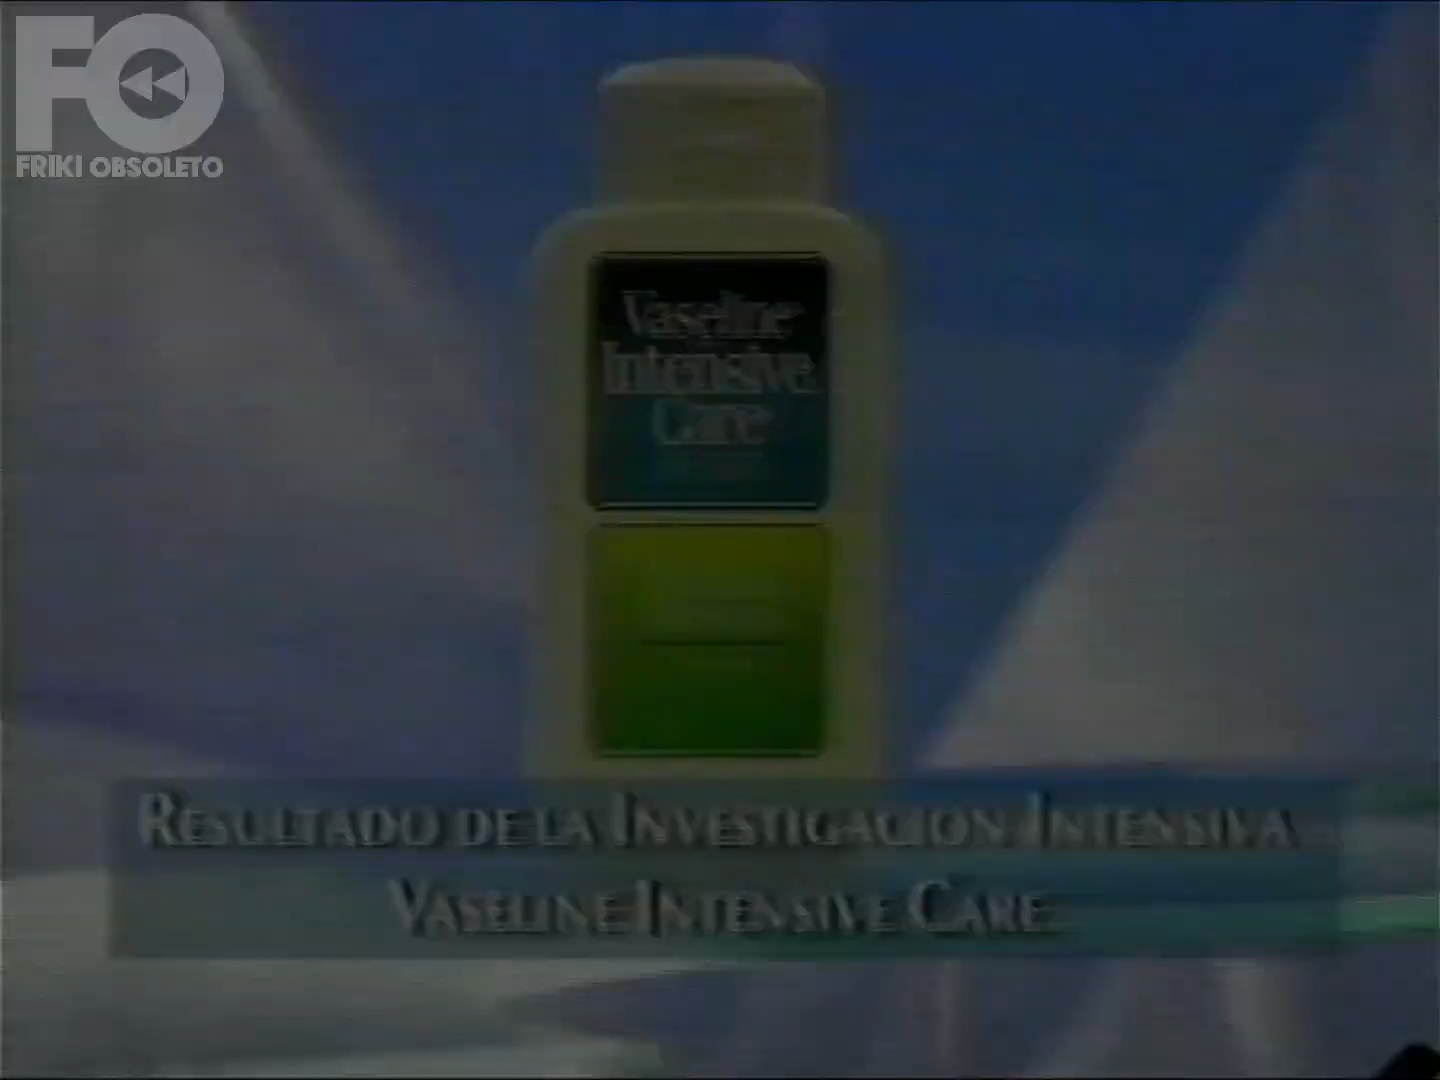 FO
FRIKI OBSOLETO
Vaseline
Intensive
Care
RESULTADO DE LA INVESTIGACION INTENSIVA
VASELINE INTENSIVE CARE